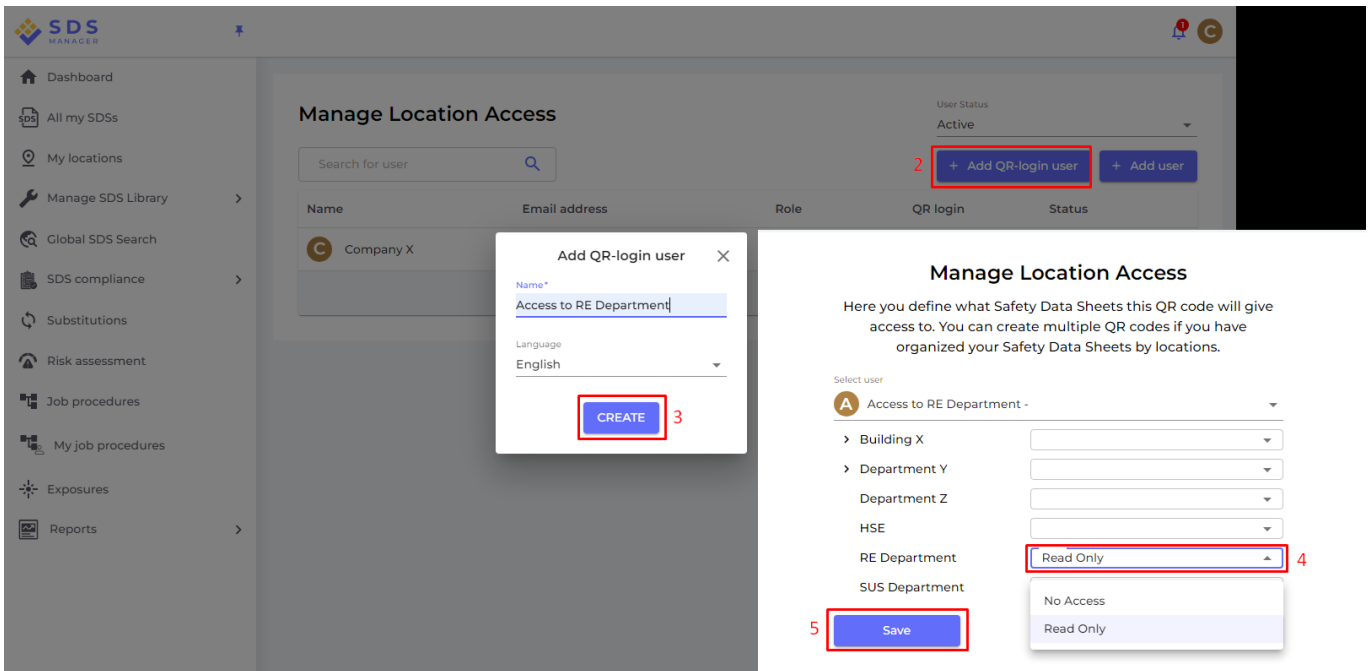 SDS
MANAGER
1
C
Dashboard
SDS
All my SDSs
My locations
Manage SDS Library
Global SDS Search
SDS compliance
Substitutions
Risk assessment
Job procedures
My job procedures
Exposures
Reports
Manage Location Access
User Status
Active
Search for user
2
+ Add QR-login user
+ Add user
Name Email address Role QR login Status
C Company X
Add QR-login user
Name*
Access to RE Department
Language
English
CREATE
3
Manage Location Access
Here you define what Safety Data Sheets this QR code will give
access to. You can create multiple QR codes if you have
organized your Safety Data Sheets by locations.
Select user
A Access to RE Department -
Building X
Department Y
Department Z
HSE
RE Department Read Only 4
SUS Department
No Access
Read Only
5
Save